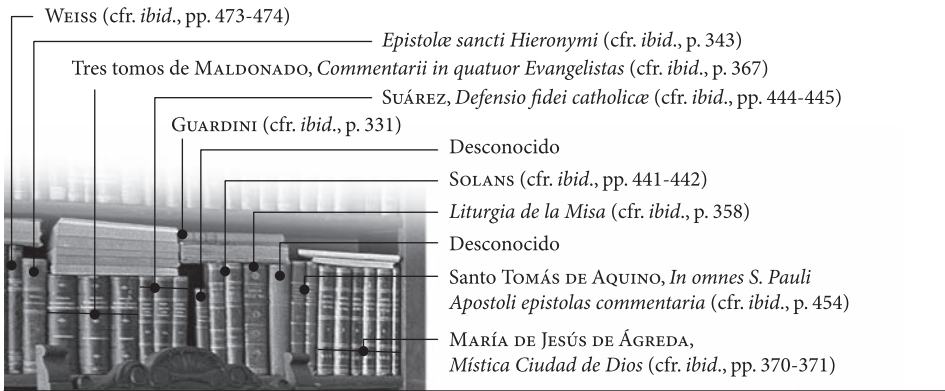 WEISS (cfr. ibid., pp. 473-474)
Epistolæ sancti Hieronymi (cfr. ibid., p. 343)
Tres tomos de MALDONADO, Commentarii in quatuor Evangelistas (cfr. ibid., p. 367)
SUÁREZ, Defensio fidei catholicæ (cfr. ibid., pp. 444-445)
GUARDINI (cfr. ibid., p. 331)
Desconocido
SOLANS (cfr. ibid., pp. 441-442)
Liturgia de la Misa (cfr. ibid., p. 358)
Desconocido
Santo TOMÁS DE AQUINO, In omnes S. Pauli
Apostoli epistolas commentaria (cfr. ibid., p. 454)
MARÍA DE JESÚS DE ÁGREDA,
Mística Ciudad de Dios (cfr. ibid., pp. 370-371)